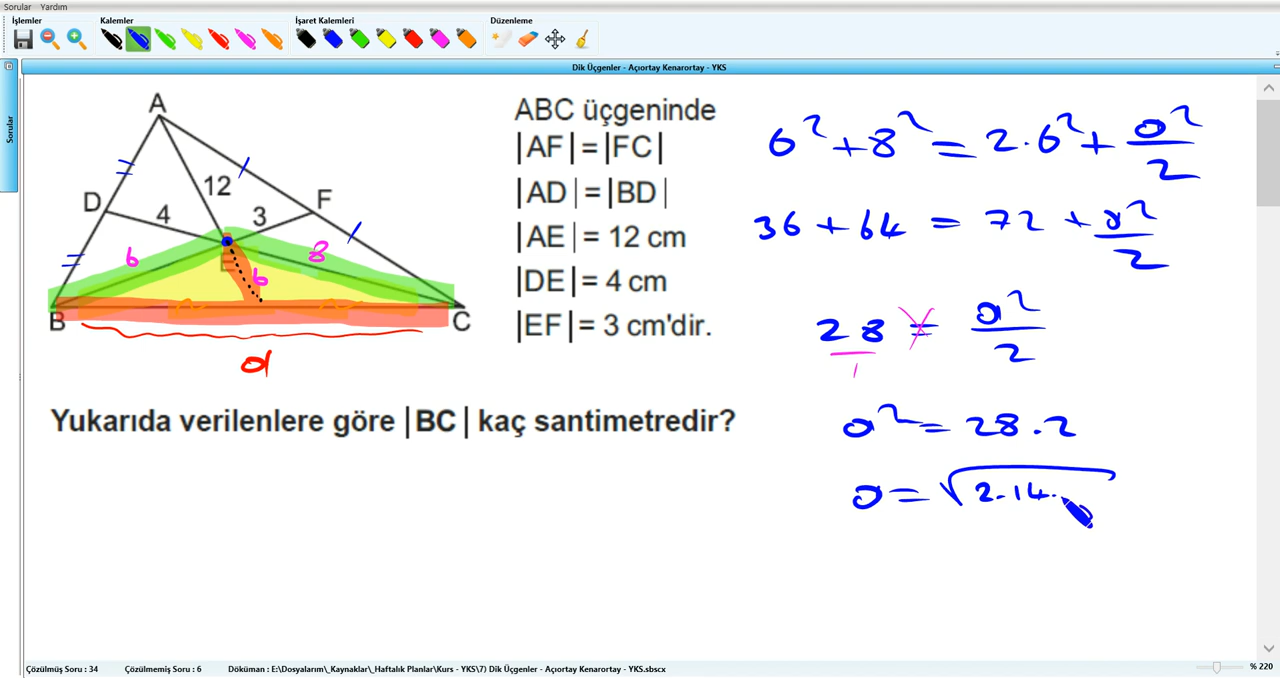 Sorular Yardım
İşlemler Kalemler İşaret Kalemleri Düzenleme
Dik Üçgenler - Açıortay Kenarortay - YKS
Sorular
A
D
F
E
B
C
12
4
3
6
8
6
a
ABC üçgeninde
|AF| = |FC|
|AD| = |BD|
|AE| = 12 cm
|DE| = 4 cm
|EF| = 3 cm'dir.
Yukarıda verilenlere göre |BC| kaç santimetredir?
6² + 8² = 2·6² + a²/2
36 + 64 = 72 + a²/2
28 = a²/2
1
a² = 28.2
a = √2.14.
Çözülmüş Soru : 34 Çözülmemiş Soru : 6 Döküman : E:\Dosyalarım\_Kaynaklar\_Haftalık Planlar\Kurs - YKS\7) Dik Üçgenler - Açıortay Kenarortay - YKS.sbscx % 220